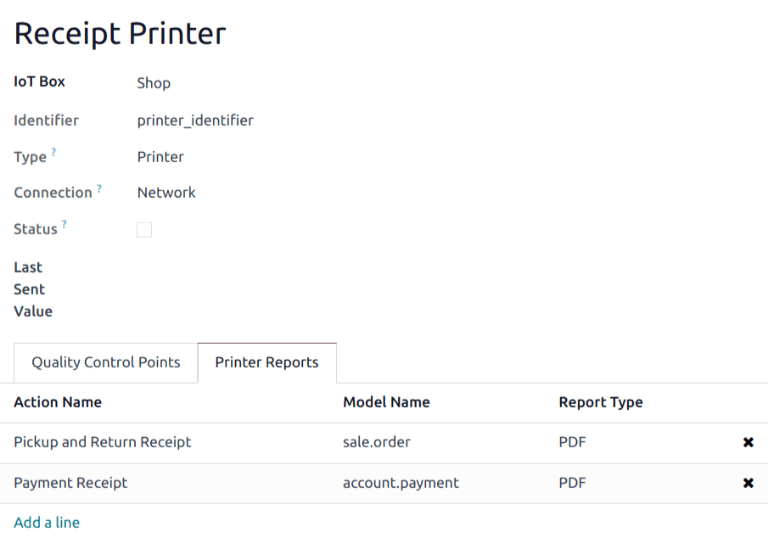 Receipt Printer
IoT Box Shop
Identifier printer_identifier
Type ? Printer
Connection ? Network
Status ?
Last
Sent
Value
Quality Control Points Printer Reports
Action Name Model Name Report Type
Pickup and Return Receipt sale.order PDF ✖
Payment Receipt account.payment PDF ✖
Add a line